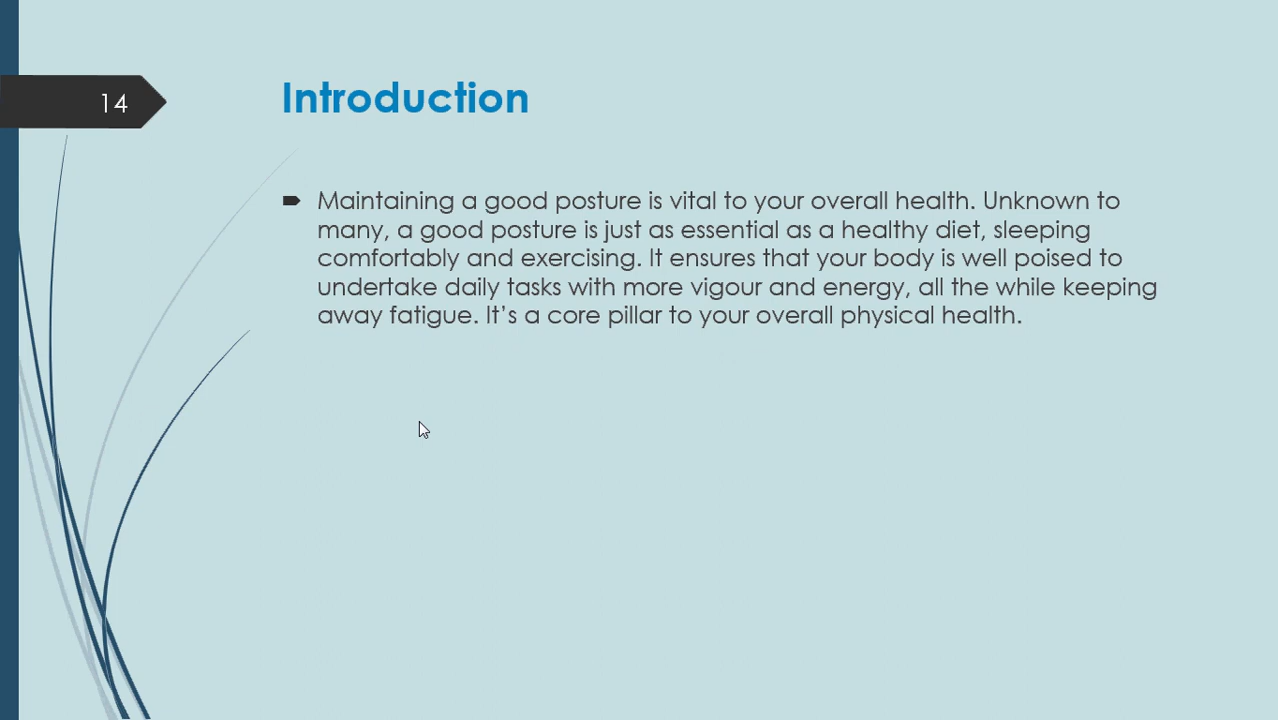 14
Introduction
Maintaining a good posture is vital to your overall health. Unknown to
many, a good posture is just as essential as a healthy diet, sleeping
comfortably and exercising. It ensures that your body is well poised to
undertake daily tasks with more vigour and energy, all the while keeping
away fatigue. It’s a core pillar to your overall physical health.